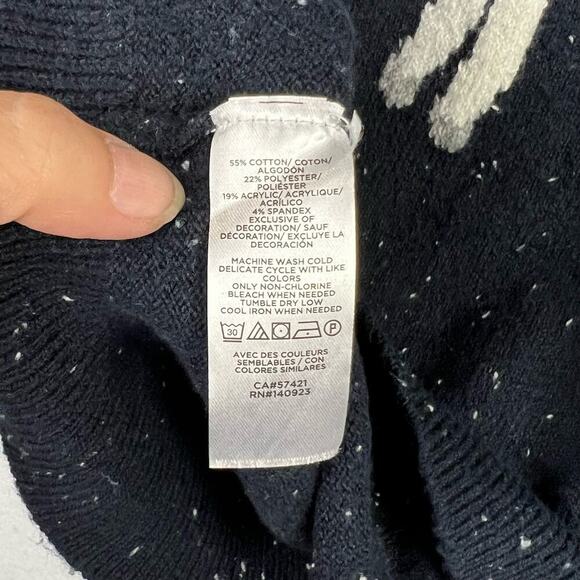 55% COTTON/ COTON/
ALGODÓN
22% POLYESTER/
POLIÉSTER
19% ACRYLIC/ ACRYLIQUE/
ACRÍLICO
4% SPANDEX
EXCLUSIVE OF
DECORATION/ SAUF
DÉCORATION/ EXCLUYE LA
DECORACIÓN
MACHINE WASH COLD
DELICATE CYCLE WITH LIKE
COLORS
ONLY NON-CHLORINE
BLEACH WHEN NEEDED
TUMBLE DRY LOW
COOL IRON WHEN NEEDED
30 P
AVEC DES COULEURS
SEMBLABLES / CON
COLORES SIMILARES
CA#57421
RN#140923